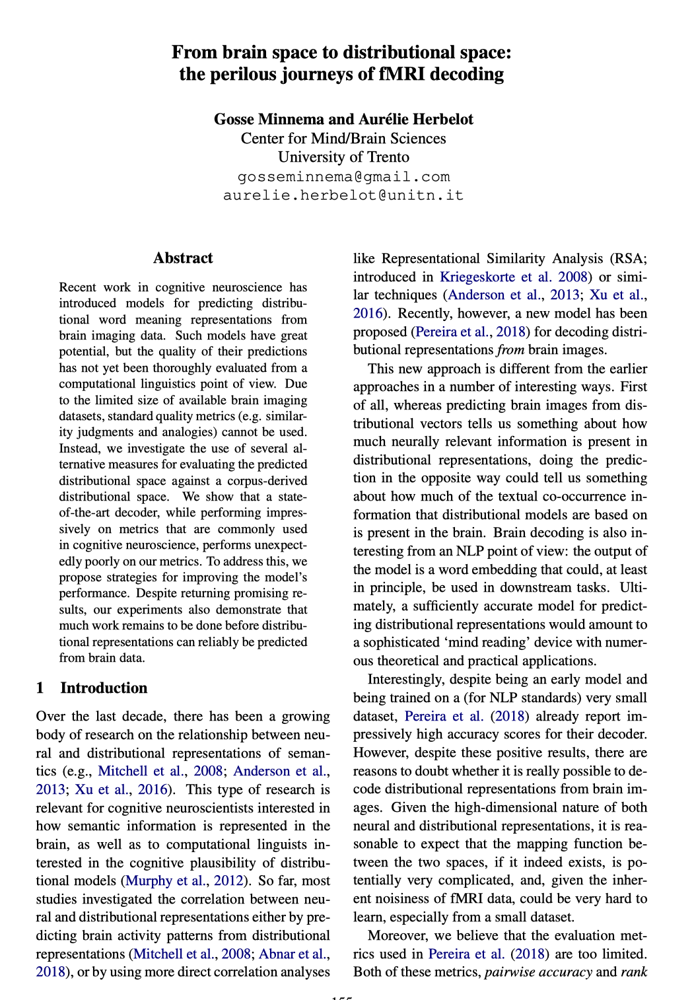 From brain space to distributional space:
the perilous journeys of fMRI decoding
Gosse Minnema and Aurélie Herbelot
Center for Mind/Brain Sciences
University of Trento
gosseminnema@gmail.com
aurelie.herbelot@unitn.it
Abstract
Recent work in cognitive neuroscience has
introduced models for predicting distribu-
tional word meaning representations from
brain imaging data. Such models have great
potential, but the quality of their predictions
has not yet been thoroughly evaluated from a
computational linguistics point of view. Due
to the limited size of available brain imaging
datasets, standard quality metrics (e.g. similar-
ity judgments and analogies) cannot be used.
Instead, we investigate the use of several al-
ternative measures for evaluating the predicted
distributional space against a corpus-derived
distributional space. We show that a state-
of-the-art decoder, while performing impres-
sively on metrics that are commonly used
in cognitive neuroscience, performs unexpect-
edly poorly on our metrics. To address this, we
propose strategies for improving the model's
performance. Despite returning promising re-
sults, our experiments also demonstrate that
much work remains to be done before distribu-
tional representations can reliably be predicted
from brain data.
1 Introduction
Over the last decade, there has been a growing
body of research on the relationship between neu-
ral and distributional representations of seman-
tics (e.g., Mitchell et al., 2008; Anderson et al.,
2013; Xu et al., 2016). This type of research is
relevant for cognitive neuroscientists interested in
how semantic information is represented in the
brain, as well as to computational linguists in-
terested in the cognitive plausibility of distribu-
tional models (Murphy et al., 2012). So far, most
studies investigated the correlation between neu-
ral and distributional representations either by pre-
dicting brain activity patterns from distributional
representations (Mitchell et al., 2008; Abnar et al.,
2018), or by using more direct correlation analyses
like Representational Similarity Analysis (RSA;
introduced in Kriegeskorte et al. 2008) or simi-
lar techniques (Anderson et al., 2013; Xu et al.,
2016). Recently, however, a new model has been
proposed (Pereira et al., 2018) for decoding distri-
butional representations from brain images.
This new approach is different from the earlier
approaches in a number of interesting ways. First
of all, whereas predicting brain images from dis-
tributional vectors tells us something about how
much neurally relevant information is present in
distributional representations, doing the predic-
tion in the opposite way could tell us something
about how much of the textual co-occurrence in-
formation that distributional models are based on
is present in the brain. Brain decoding is also in-
teresting from an NLP point of view: the output of
the model is a word embedding that could, at least
in principle, be used in downstream tasks. Ulti-
mately, a sufficiently accurate model for predict-
ing distributional representations would amount to
a sophisticated ‘mind reading’ device with numer-
ous theoretical and practical applications.
Interestingly, despite being an early model and
being trained on a (for NLP standards) very small
dataset, Pereira et al. (2018) already report im-
pressively high accuracy scores for their decoder.
However, despite these positive results, there are
reasons to doubt whether it is really possible to de-
code distributional representations from brain im-
ages. Given the high-dimensional nature of both
neural and distributional representations, it is rea-
sonable to expect that the mapping function be-
tween the two spaces, if it indeed exists, is po-
tentially very complicated, and, given the inher-
ent noisiness of fMRI data, could be very hard to
learn, especially from a small dataset.
Moreover, we believe that the evaluation met-
rics used in Pereira et al. (2018) are too limited.
Both of these metrics, pairwise accuracy and rank